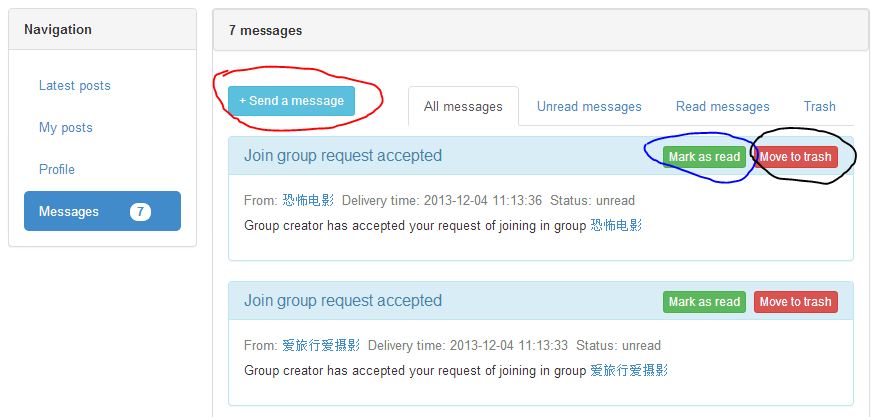 Navigation
Latest posts
My posts
Profile
Messages 7
7 messages
+ Send a message
All messages Unread messages Read messages Trash
Join group request accepted Mark as read Move to trash
From: 恐怖电影 Delivery time: 2013-12-04 11:13:36 Status: unread
Group creator has accepted your request of joining in group 恐怖电影
Join group request accepted Mark as read Move to trash
From: 爱旅行爱摄影 Delivery time: 2013-12-04 11:13:33 Status: unread
Group creator has accepted your request of joining in group 爱旅行爱摄影